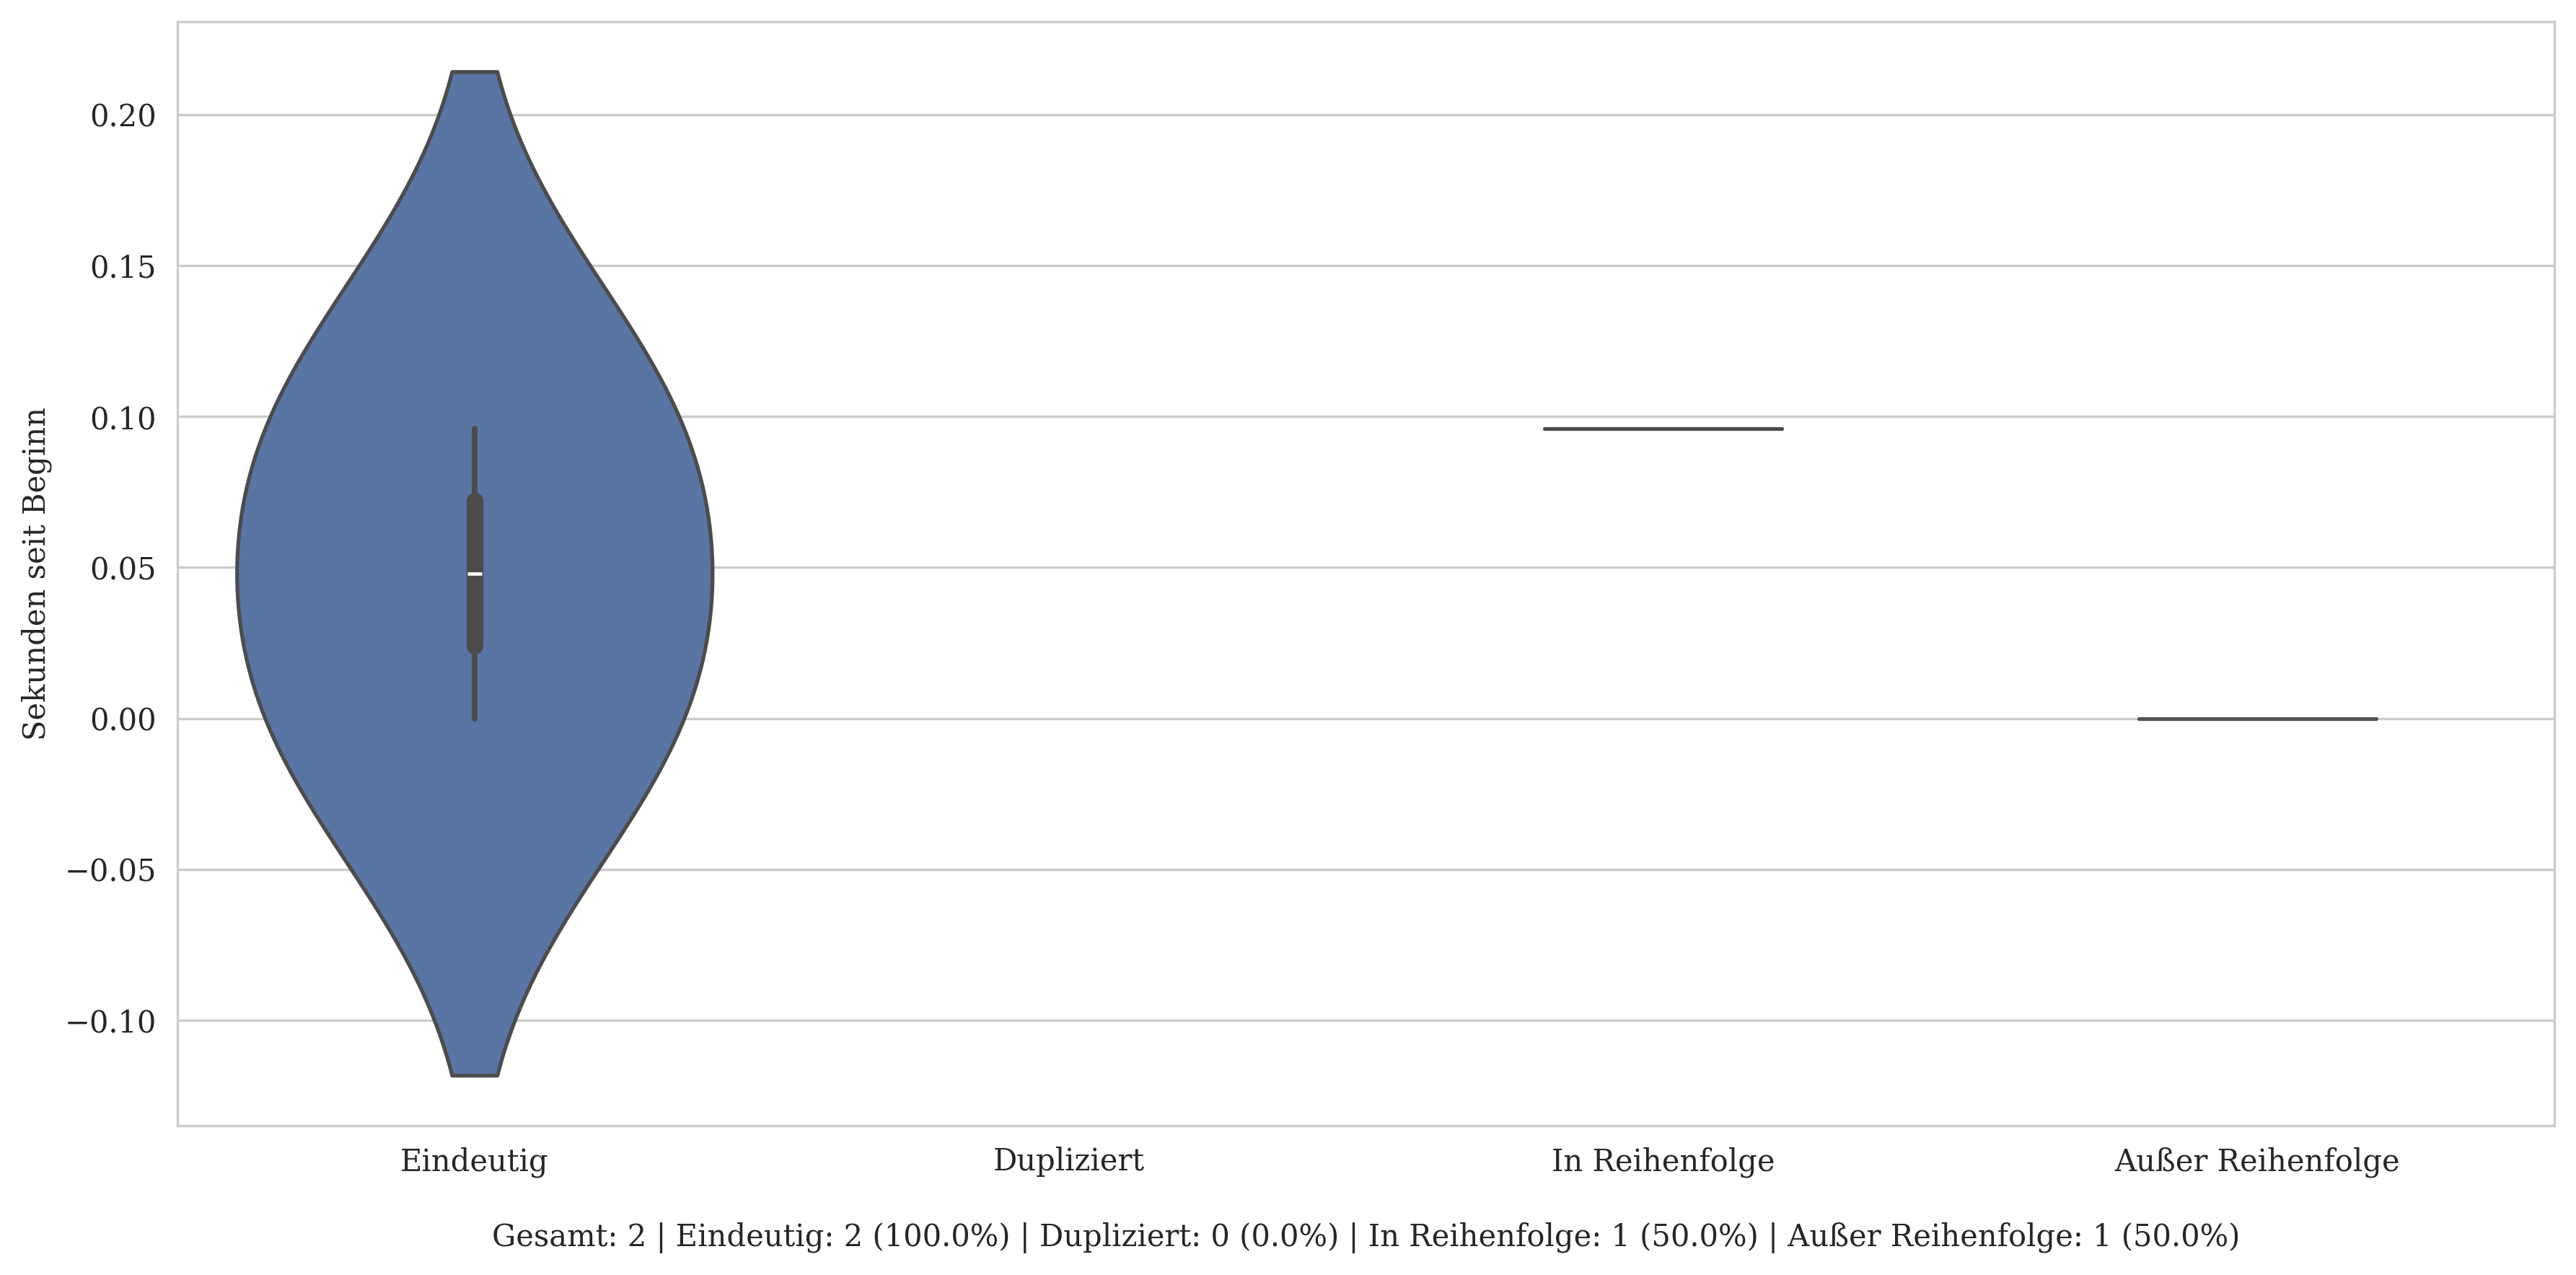 Sekunden seit Beginn
0.20
0.15
0.10
0.05
0.00
−0.05
−0.10
Eindeutig
Dupliziert
In Reihenfolge
Außer Reihenfolge
Gesamt: 2 | Eindeutig: 2 (100.0%) | Dupliziert: 0 (0.0%) | In Reihenfolge: 1 (50.0%) | Außer Reihenfolge: 1 (50.0%)